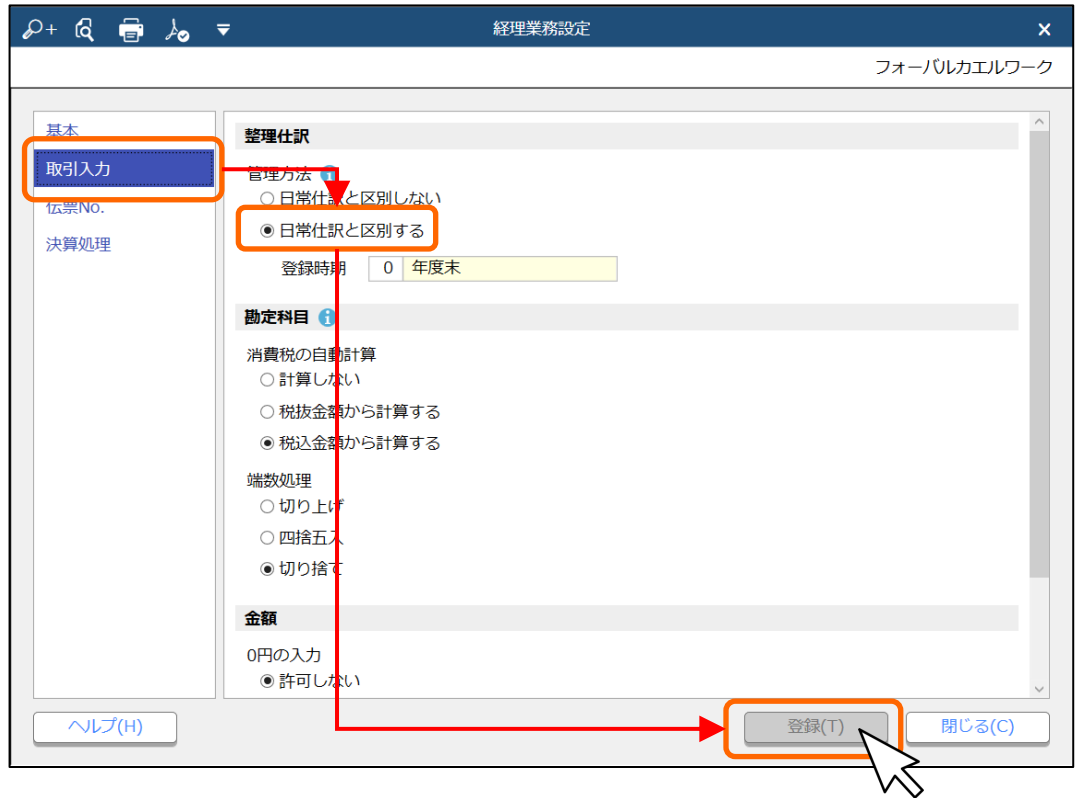 経理業務設定
フォーバルカエルワーク
基本
取引入力
伝票No.
決算処理
整理仕訳
管理方法
日常仕訳と区別しない
日常仕訳と区別する
登録時期 0 年度末
勘定科目
消費税の自動計算
計算しない
税抜金額から計算する
税込金額から計算する
端数処理
切り上げ
四捨五入
切り捨て
金額
0円の入力
許可しない
ヘルプ(H)
登録(T)
閉じる(C)